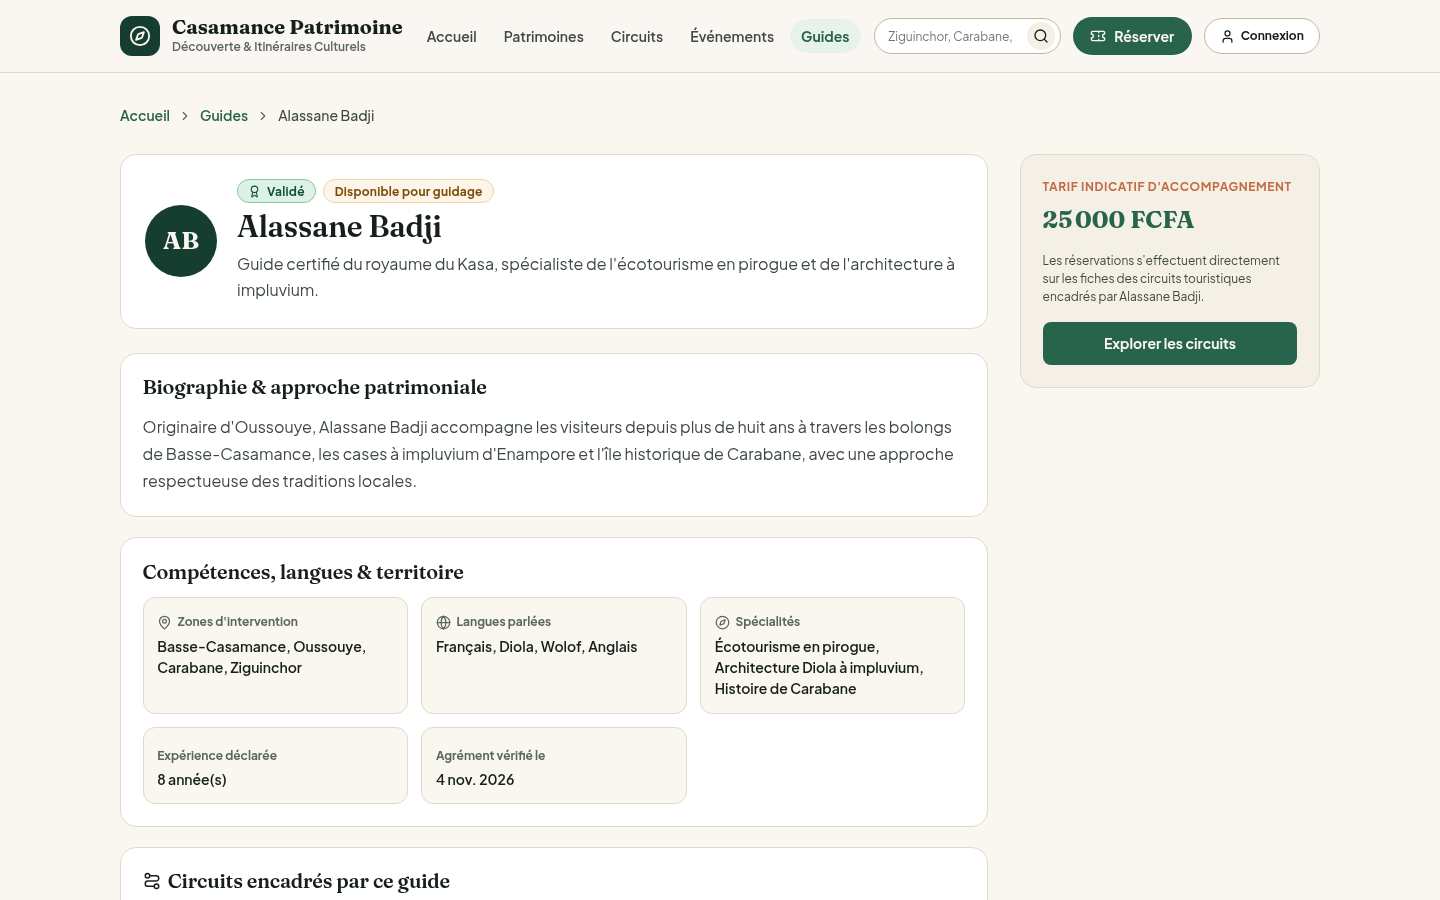 Casamance Patrimoine
Découverte & Itinéraires Culturels
Accueil
Patrimoines
Circuits
Événements
Guides
Ziguinchor, Carabane,
Réserver
Connexion
Accueil > Guides > Alassane Badji
AB
Validé
Disponible pour guidage
Alassane Badji
Guide certifié du royaume du Kasa, spécialiste de l'écotourisme en pirogue et de l'architecture à
impluvium.
TARIF INDICATIF D'ACCOMPAGNEMENT
25 000 FCFA
Les réservations s'effectuent directement
sur les fiches des circuits touristiques
encadrés par Alassane Badji.
Explorer les circuits
Biographie & approche patrimoniale
Originaire d'Oussouye, Alassane Badji accompagne les visiteurs depuis plus de huit ans à travers les bolongs
de Basse-Casamance, les cases à impluvium d'Enampore et l'île historique de Carabane, avec une approche
respectueuse des traditions locales.
Compétences, langues & territoire
Zones d'intervention
Basse-Casamance, Oussouye,
Carabane, Ziguinchor
Langues parlées
Français, Diola, Wolof, Anglais
Spécialités
Écotourisme en pirogue,
Architecture Diola à impluvium,
Histoire de Carabane
Expérience déclarée
8 année(s)
Agrément vérifié le
4 nov. 2026
Circuits encadrés par ce guide